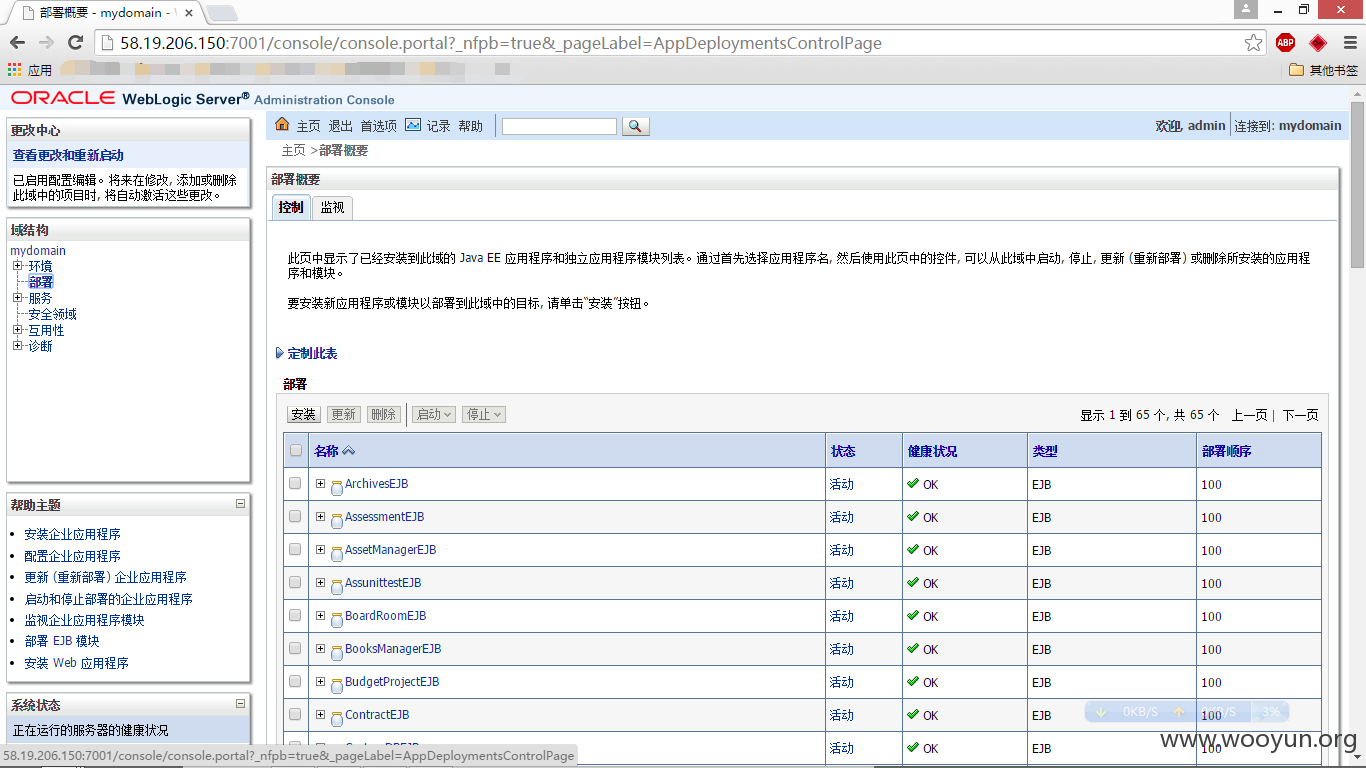 部署概要 - mydomain -
58.19.206.150:7001/console/console.portal?_nfpb=true&_pageLabel=AppDeploymentsControlPage
ABP
应用
其他书签
ORACLE WebLogic Server® Administration Console
更改中心
查看更改和重新启动
已启用配置编辑。将来在修改, 添加或删除
此域中的项目时, 将自动激活这些更改。
域结构
mydomain
环境
部署
服务
安全领域
互用性
诊断
帮助主题
安装企业应用程序
配置企业应用程序
更新 (重新部署) 企业应用程序
启动和停止部署的企业应用程序
监视企业应用程序模块
部署 EJB 模块
安装 Web 应用程序
系统状态
正在运行的服务器的健康状况
主页 退出 首选项 记录 帮助
欢迎, admin 连接到: mydomain
主页 >部署概要
部署概要
控制 监视
此页中显示了已经安装到此域的 Java EE 应用程序和独立应用程序模块列表。通过首先选择应用程序名, 然后使用此页中的控件, 可以从此域中启动, 停止, 更新 (重新部署) 或删除所安装的应用程
序和模块。
要安装新应用程序或模块以部署到此域中的目标, 请单击“安装”按钮。
定制此表
部署
安装 更新 删除 启动 停止
显示 1 到 65 个, 共 65 个 上一页 | 下一页
名称 状态 健康状况 类型 部署顺序
ArchivesEJB 活动 OK EJB 100
AssessmentEJB 活动 OK EJB 100
AssetManagerEJB 活动 OK EJB 100
AssunittestEJB 活动 OK EJB 100
BoardRoomEJB 活动 OK EJB 100
BooksManagerEJB 活动 OK EJB 100
BudgetProjectEJB 活动 OK EJB 100
ContractEJB 活动 OK EJB 100
活动 OK EJB 100
0KB/S 3%
www.wooyun.org
58.19.206.150:7001/console/console.portal?_nfpb=true&_pageLabel=AppDeploymentsControlPage